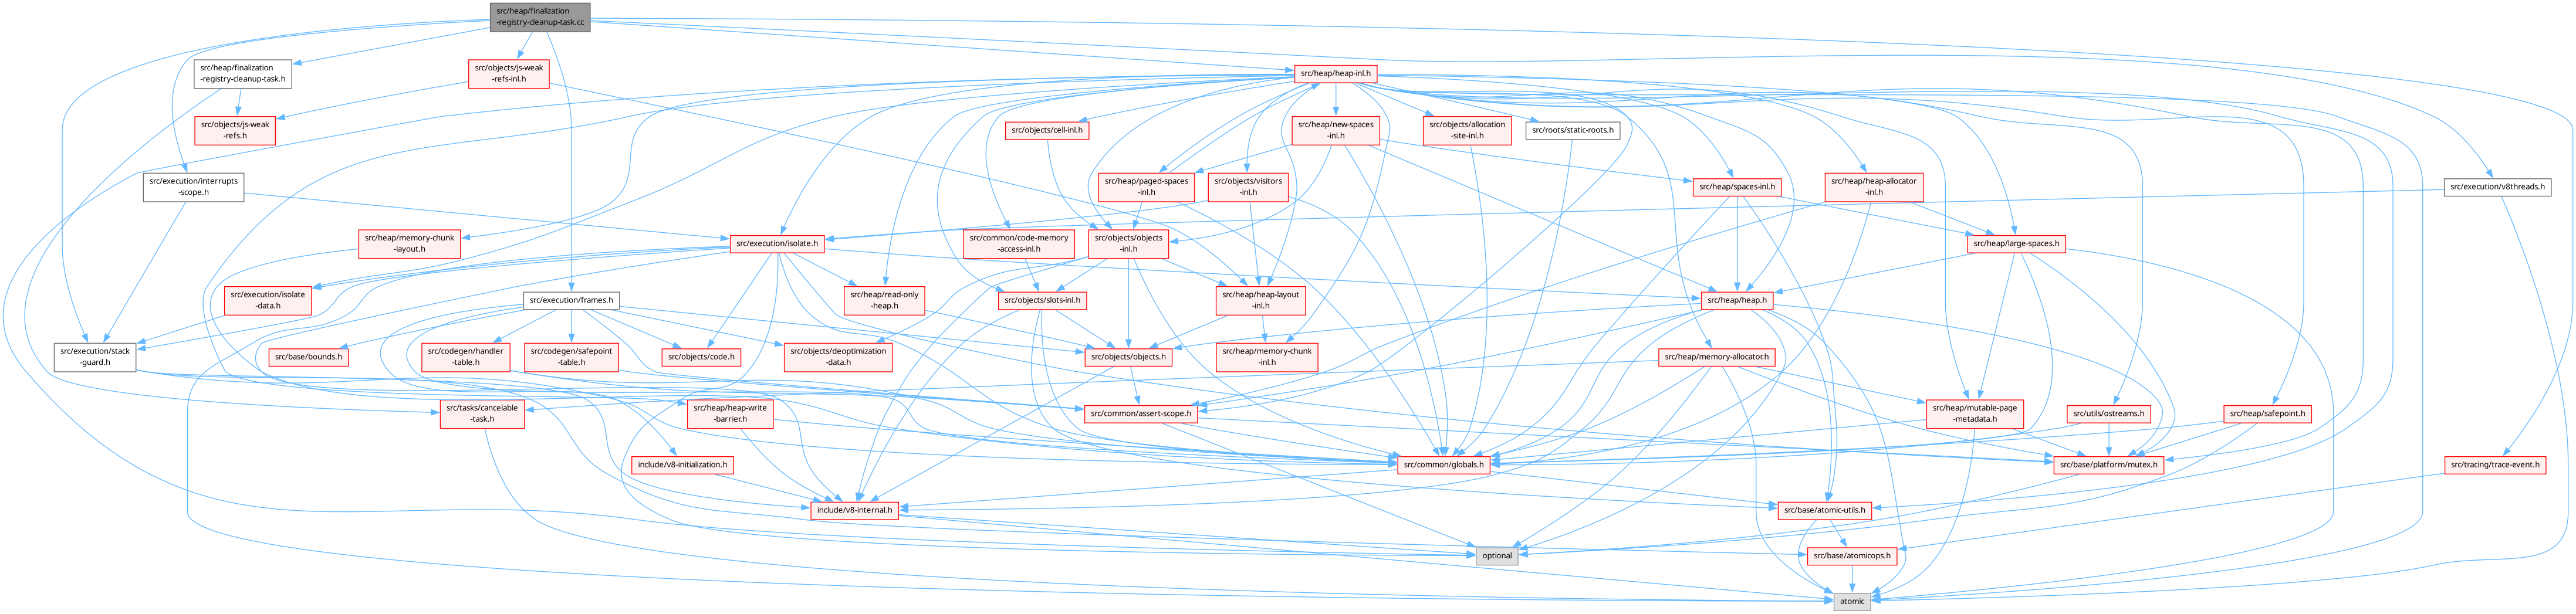 src/heap/finalization
-registry-cleanup-task.cc
src/heap/finalization
-registry-cleanup-task.h
src/objects/js-weak
-refs-inl.h
src/heap/heap-inl.h
src/objects/js-weak
-refs.h
src/objects/cell-inl.h
src/heap/new-spaces
-inl.h
src/objects/allocation
-site-inl.h
src/roots/static-roots.h
src/execution/interrupts
-scope.h
src/heap/paged-spaces
-inl.h
src/objects/visitors
-inl.h
src/heap/spaces-inl.h
src/heap/heap-allocator
-inl.h
src/execution/v8threads.h
src/heap/memory-chunk
-layout.h
src/execution/isolate.h
src/common/code-memory
-access-inl.h
src/objects/objects
-inl.h
src/heap/large-spaces.h
src/execution/isolate
-data.h
src/execution/frames.h
src/heap/read-only
-heap.h
src/objects/slots-inl.h
src/heap/heap-layout
-inl.h
src/heap/heap.h
src/execution/stack
-guard.h
src/base/bounds.h
src/codegen/handler
-table.h
src/codegen/safepoint
-table.h
src/objects/code.h
src/objects/deoptimization
-data.h
src/objects/objects.h
src/heap/memory-chunk
-inl.h
src/heap/memory-allocator.h
src/tasks/cancelable
-task.h
src/heap/heap-write
-barrier.h
src/common/assert-scope.h
src/heap/mutable-page
-metadata.h
src/utils/ostreams.h
src/heap/safepoint.h
include/v8-initialization.h
src/common/globals.h
src/base/platform/mutex.h
src/tracing/trace-event.h
include/v8-internal.h
src/base/atomic-utils.h
optional
src/base/atomicops.h
atomic